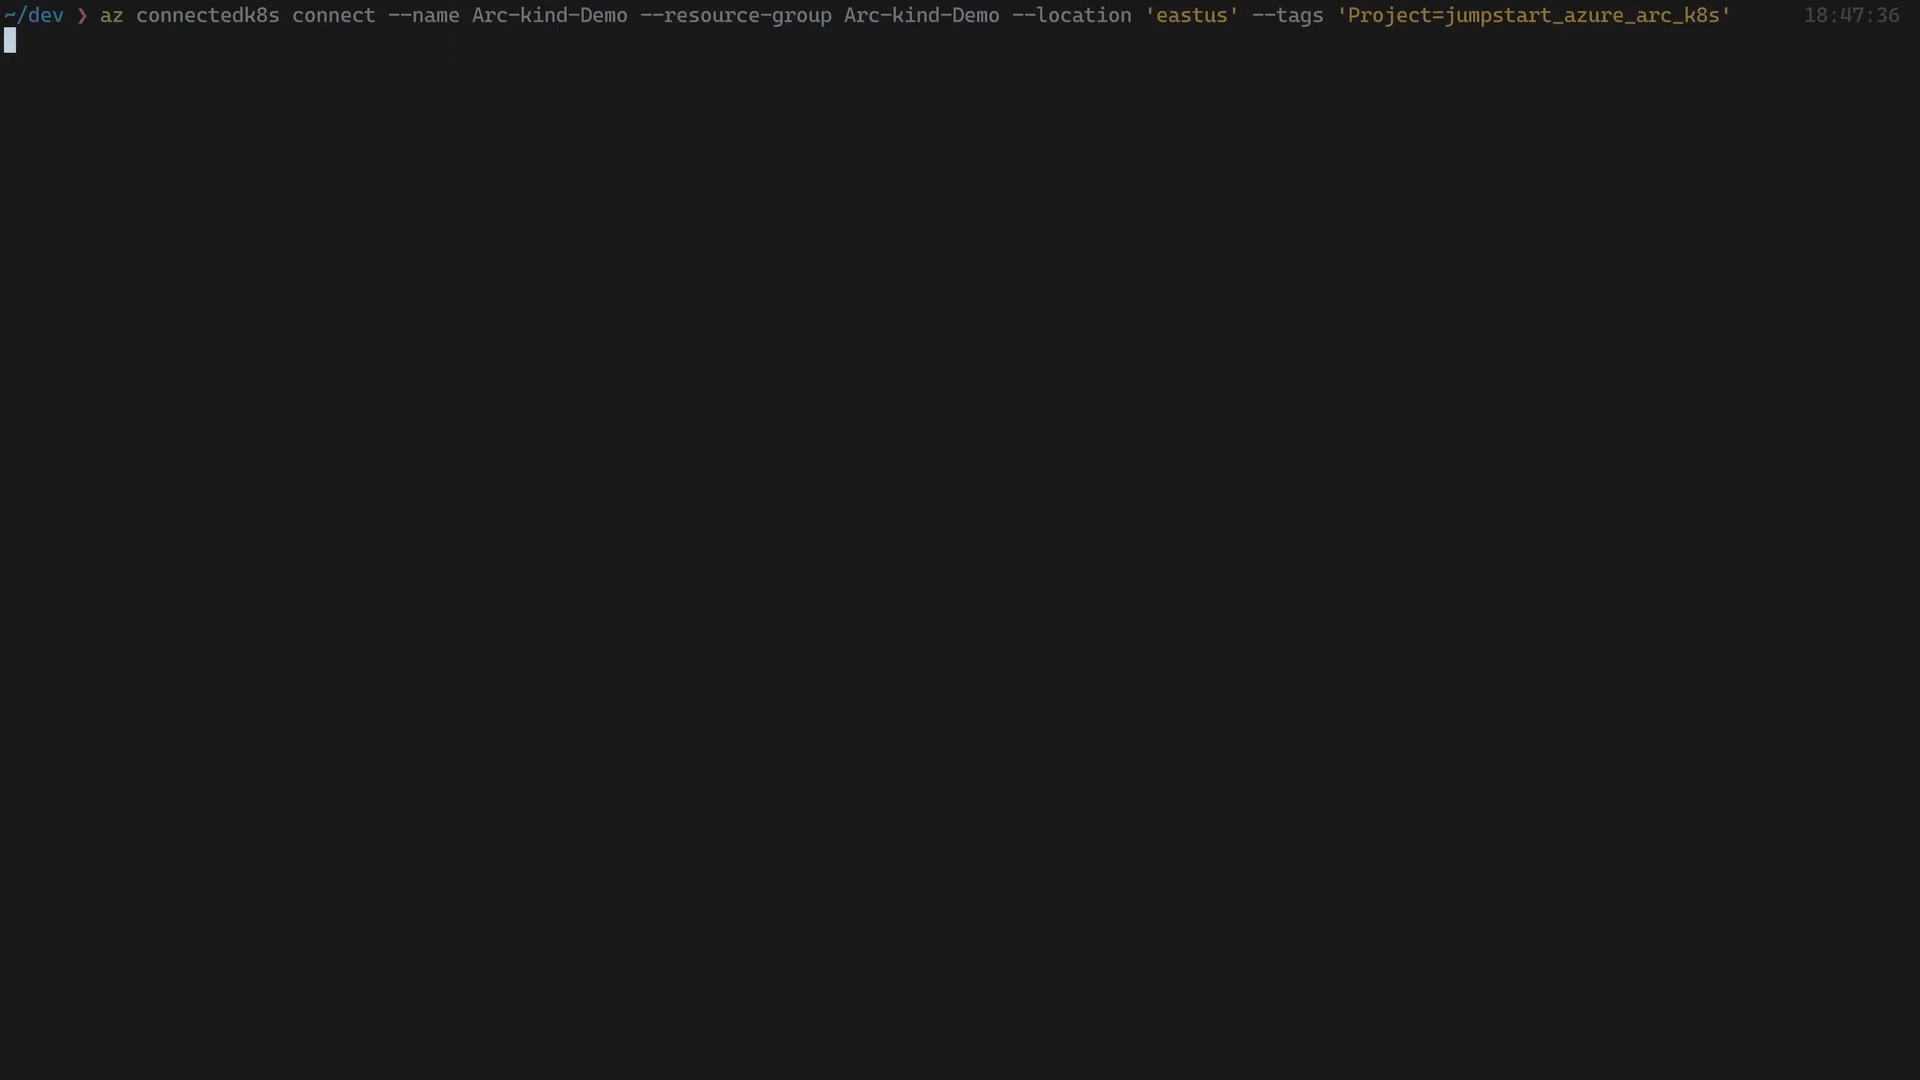 ~/dev ❯ az connectedk8s connect --name Arc-kind-Demo --resource-group Arc-kind-Demo --location 'eastus' --tags 'Project=jumpstart_azure_arc_k8s' 18:47:36